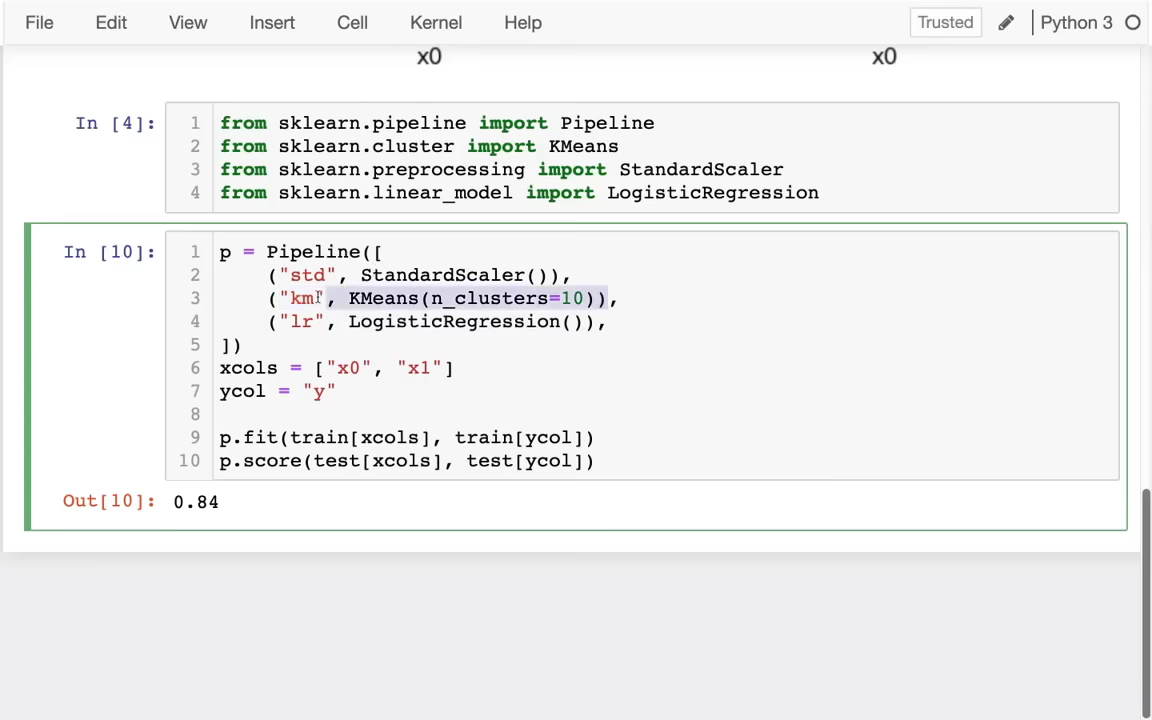 File Edit View Insert Cell Kernel Help Trusted Python 3
x0 x0
In [4]:
1 from sklearn.pipeline import Pipeline
2 from sklearn.cluster import KMeans
3 from sklearn.preprocessing import StandardScaler
4 from sklearn.linear_model import LogisticRegression
In [10]:
1 p = Pipeline([
2     ("std", StandardScaler()),
3     ("km", KMeans(n_clusters=10)),
4     ("lr", LogisticRegression()),
5 ])
6 xcols = ["x0", "x1"]
7 ycol = "y"
8
9 p.fit(train[xcols], train[ycol])
10 p.score(test[xcols], test[ycol])
Out[10]: 0.84